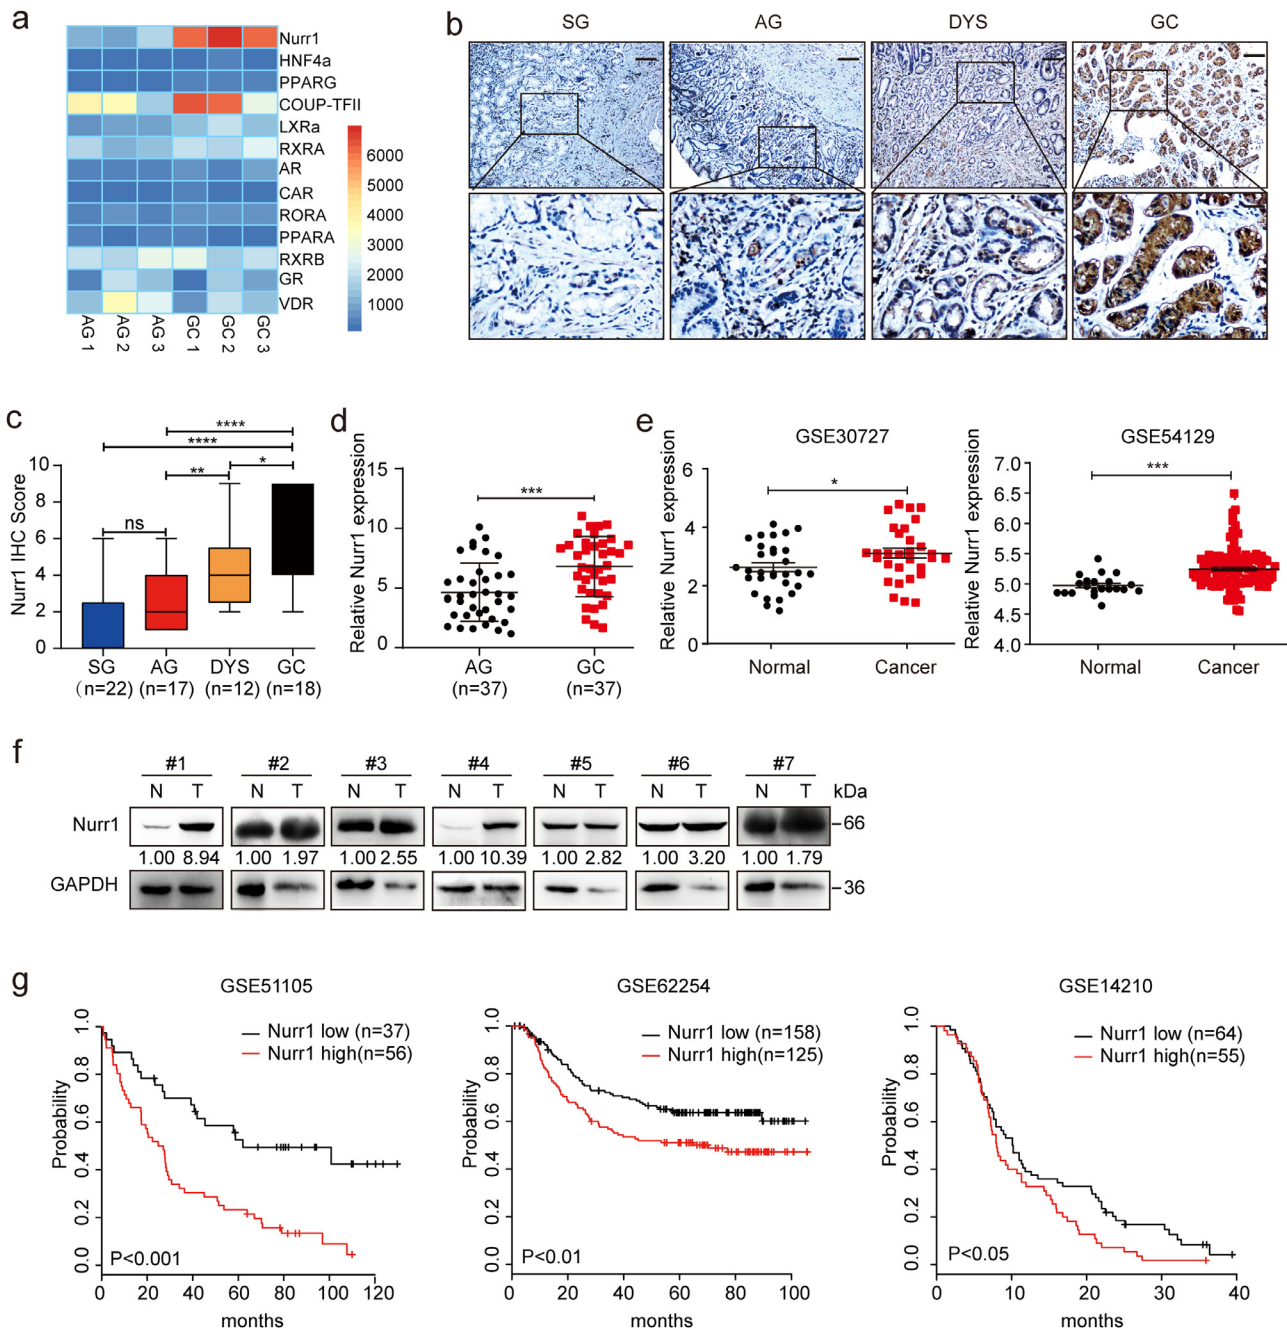 a
Nurr1
HNF4a
PPARG
COUP-TFII
LXRa
RXRA
AR
CAR
RORA
PPARA
RXRB
GR
VDR
6000
5000
4000
3000
2000
1000
AG 1
AG 2
AG 3
GC 1
GC 2
GC 3
b
SG AG DYS GC
c
Nurr1 IHC Score
10
8
6
4
2
0
ns
**
*
****
****
SG AG DYS GC
(n=22) (n=17) (n=12) (n=18)
d
Relative Nurr1 expression
15
10
5
0
***
AG GC
(n=37) (n=37)
e
GSE30727
Relative Nurr1 expression
6
4
2
0
*
Normal Cancer
GSE54129
Relative Nurr1 expression
7.0
6.5
6.0
5.5
5.0
4.5
4.0
***
Normal Cancer
f
#1 #2 #3 #4 #5 #6 #7
N T N T N T N T N T N T N T kDa
Nurr1 –66
1.00 8.94 1.00 1.97 1.00 2.55 1.00 10.39 1.00 2.82 1.00 3.20 1.00 1.79
GAPDH –36
g
GSE51105
Probability
1.0
0.8
0.6
0.4
0.2
0.0
Nurr1 low (n=37)
Nurr1 high(n=56)
P<0.001
0 20 40 60 80 100 120
months
GSE62254
Probability
1.0
0.8
0.6
0.4
0.2
0.0
Nurr1 low (n=158)
Nurr1 high(n=125)
P<0.01
0 20 40 60 80 100
months
GSE14210
Probability
1.0
0.8
0.6
0.4
0.2
0.0
Nurr1 low (n=64)
Nurr1 high(n=55)
P<0.05
0 10 20 30 40
months